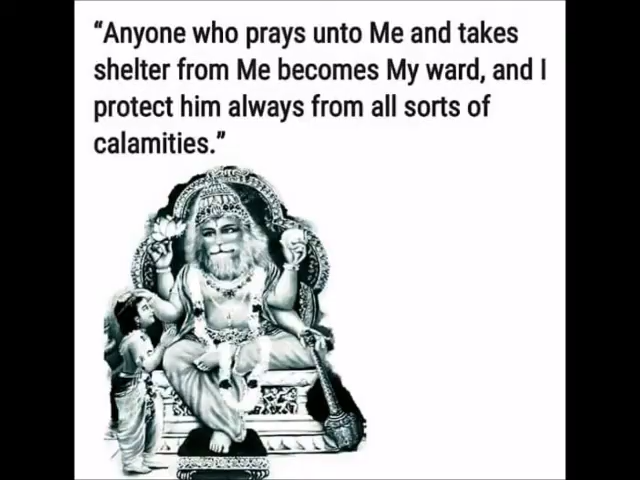 “Anyone who prays unto Me and takes
shelter from Me becomes My ward, and I
protect him always from all sorts of
calamities.”